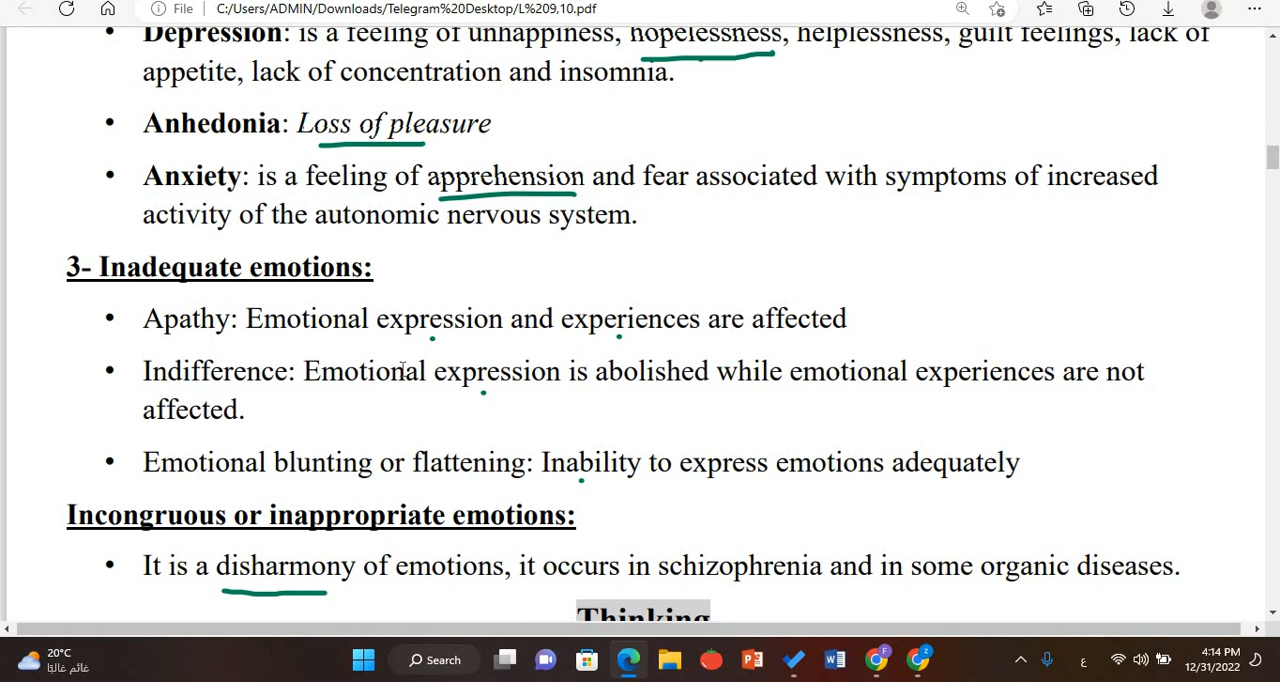 File
C:/Users/ADMIN/Downloads/Telegram%20Desktop/L%209,10.pdf
• Depression: is a feeling of unhappiness, hopelessness, helplessness, guilt feelings, lack of
appetite, lack of concentration and insomnia.
• Anhedonia: Loss of pleasure
• Anxiety: is a feeling of apprehension and fear associated with symptoms of increased
activity of the autonomic nervous system.
3- Inadequate emotions:
• Apathy: Emotional expression and experiences are affected
• Indifference: Emotional expression is abolished while emotional experiences are not
affected.
• Emotional blunting or flattening: Inability to express emotions adequately
Incongruous or inappropriate emotions:
• It is a disharmony of emotions, it occurs in schizophrenia and in some organic diseases.
Thinking
20°C
غائم غالبًا
Search
ع
4:14 PM
12/31/2022